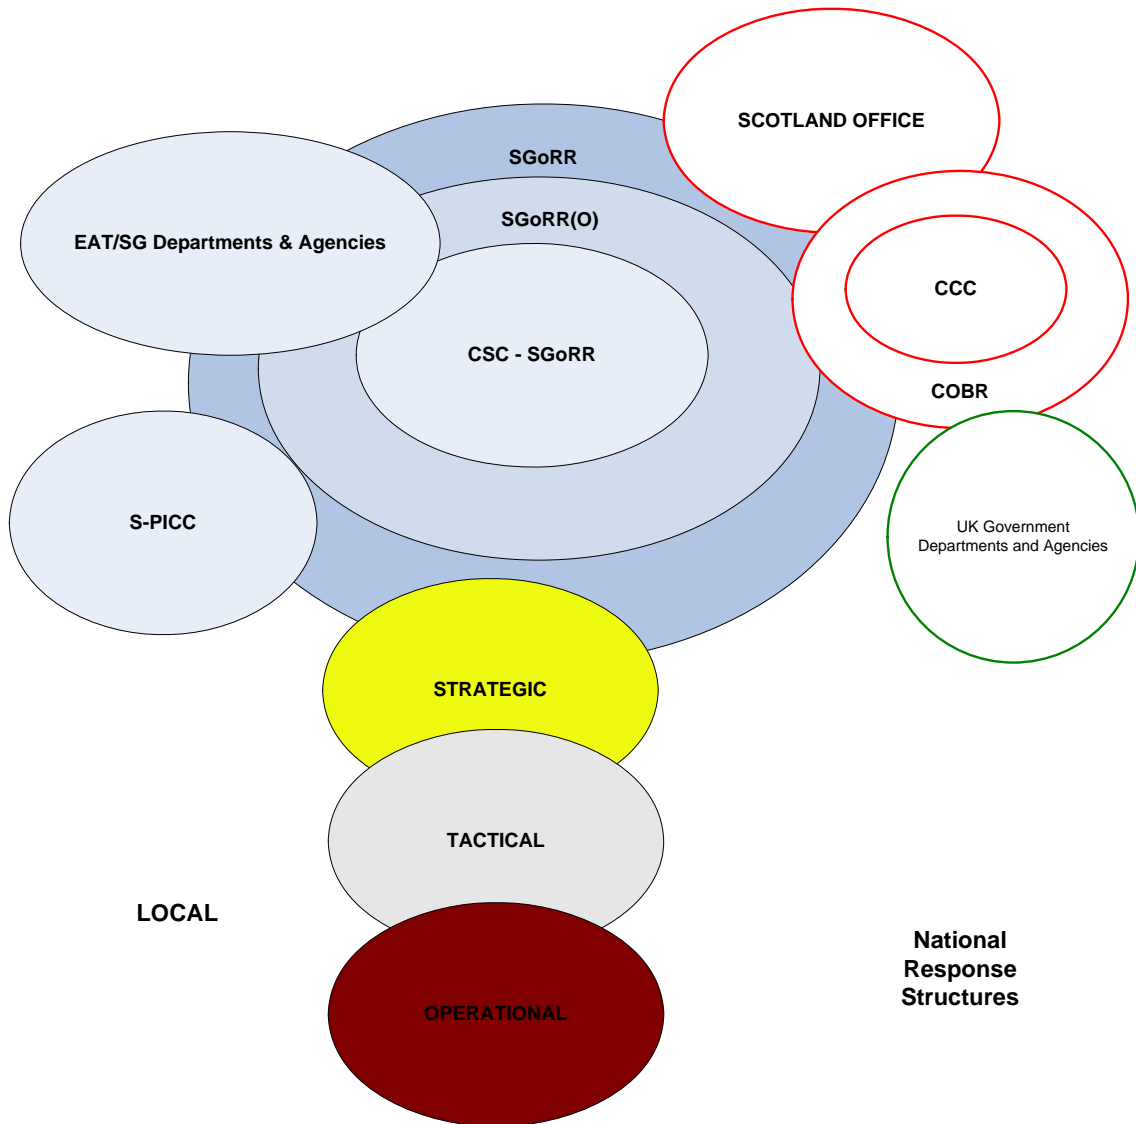 SCOTLAND OFFICE
SGoRR
SGoRR(O)
EAT/SG Departments & Agencies
CCC
CSC - SGoRR
COBR
S-PICC
UK Government
Departments and Agencies
STRATEGIC
TACTICAL
LOCAL
National
Response
Structures
OPERATIONAL